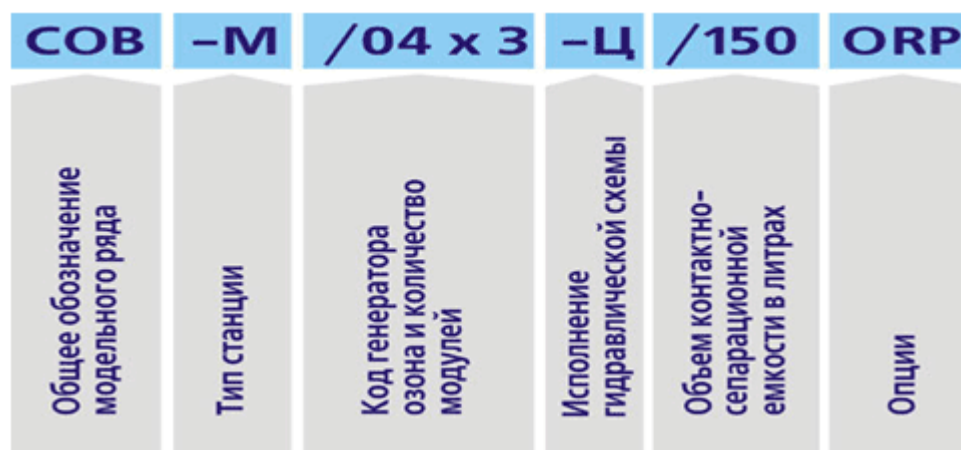 СОВ –М /04 х 3 –Ц /150 ORP
Общее обозначение
модельного ряда
Тип станции
Код генератора
озона и количество
модулей
Исполнение
гидравлической схемы
Объем контактно-
сепарационной
емкости в литрах
Опции